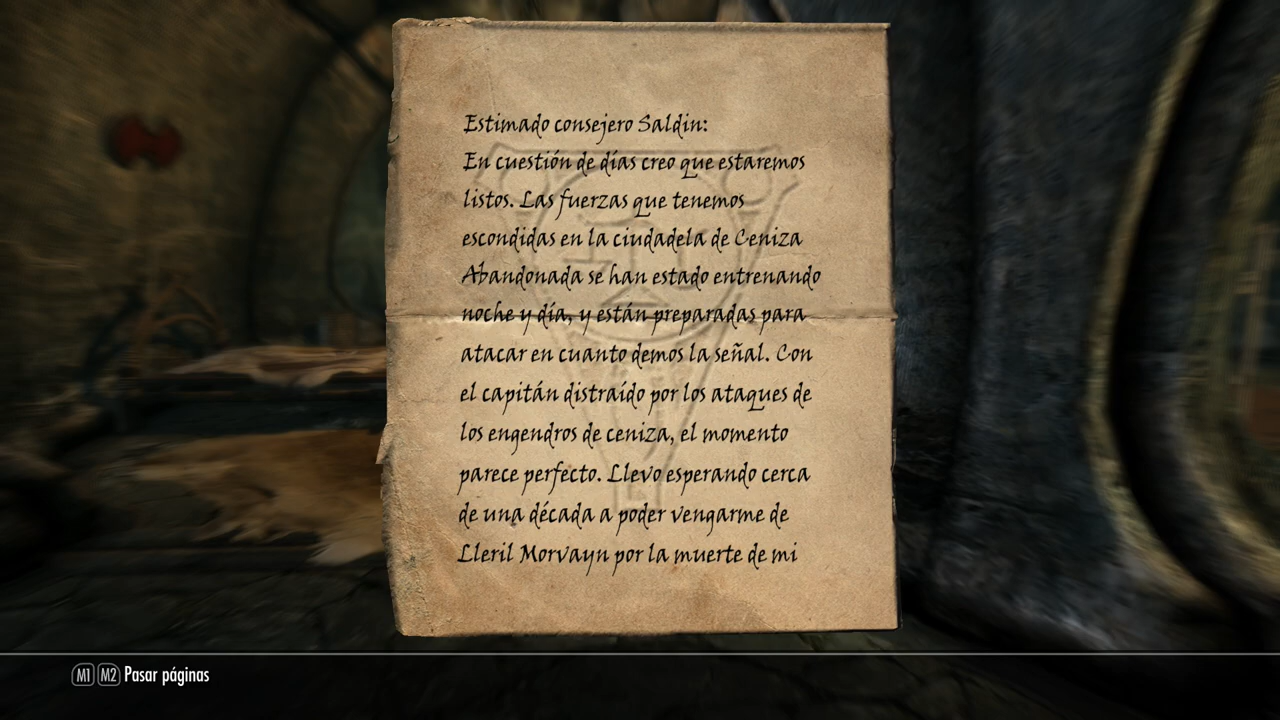 Estimado consejero Saldin:
En cuestión de días creo que estaremos
listos. Las fuerzas que tenemos
escondidas en la ciudadela de Ceniza
Abandonada se han estado entrenando
noche y día, y están preparadas para
atacar en cuanto demos la señal. Con
el capitán distraído por los ataques de
los engendros de ceniza, el momento
parece perfecto. Llevo esperando cerca
de una década a poder vengarme de
Lleril Morvayn por la muerte de mi
M1 M2 Pasar páginas